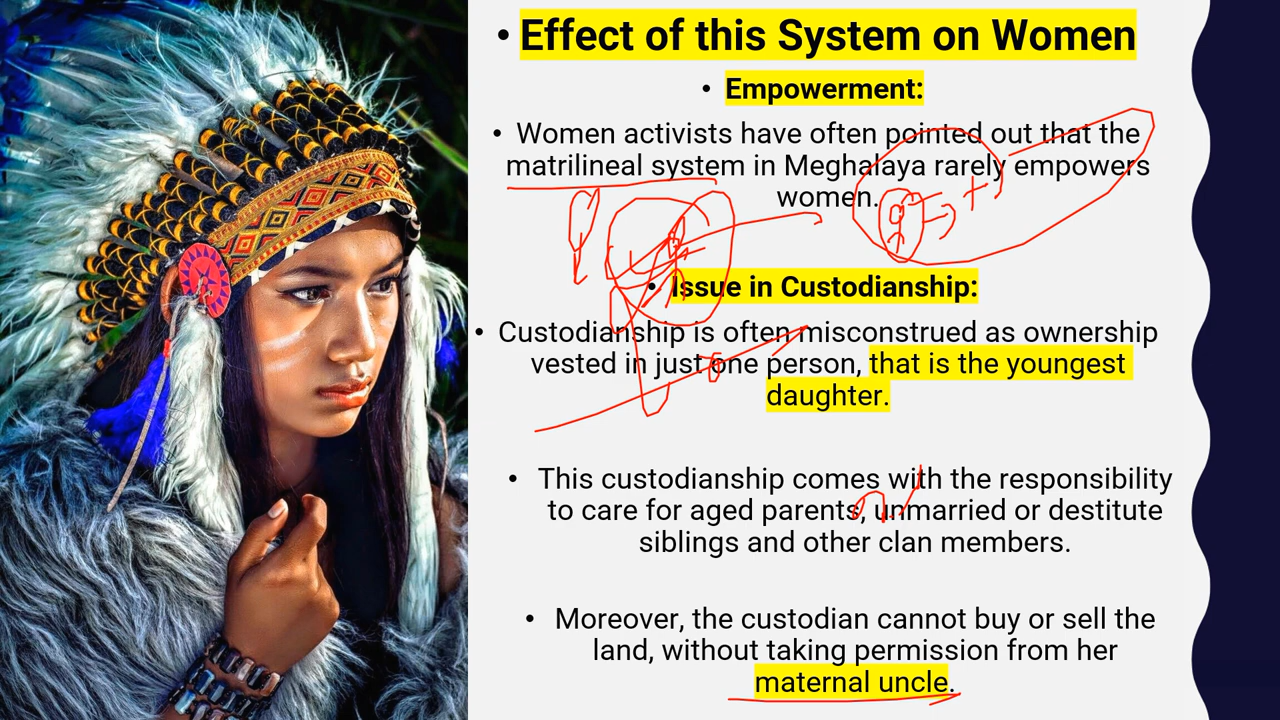 • Effect of this System on Women
• Empowerment:
• Women activists have often pointed out that the
matrilineal system in Meghalaya rarely empowers
women.
• Issue in Custodianship:
• Custodianship is often misconstrued as ownership
vested in just one person, that is the youngest
daughter.
• This custodianship comes with the responsibility
to care for aged parents, unmarried or destitute
siblings and other clan members.
• Moreover, the custodian cannot buy or sell the
land, without taking permission from her
maternal uncle.